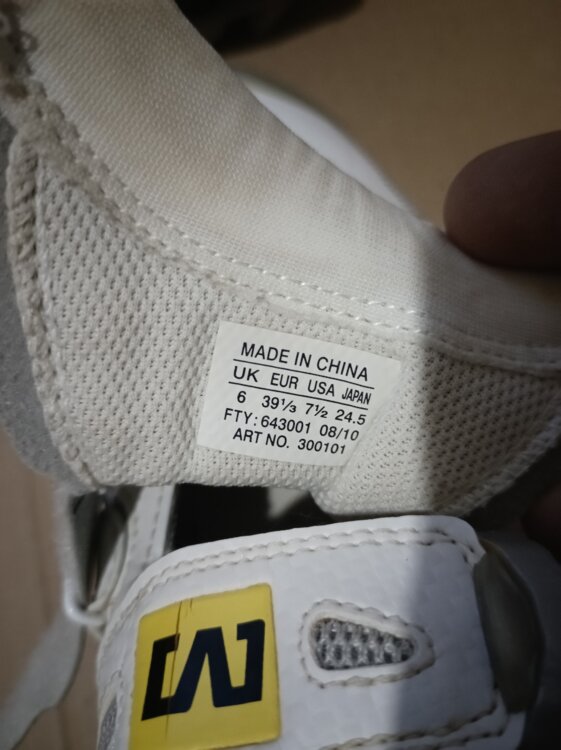 MADE IN CHINA
UK EUR USA JAPAN
6 39⅓ 7½ 24.5
FTY: 643001 08/10
ART NO. 300101